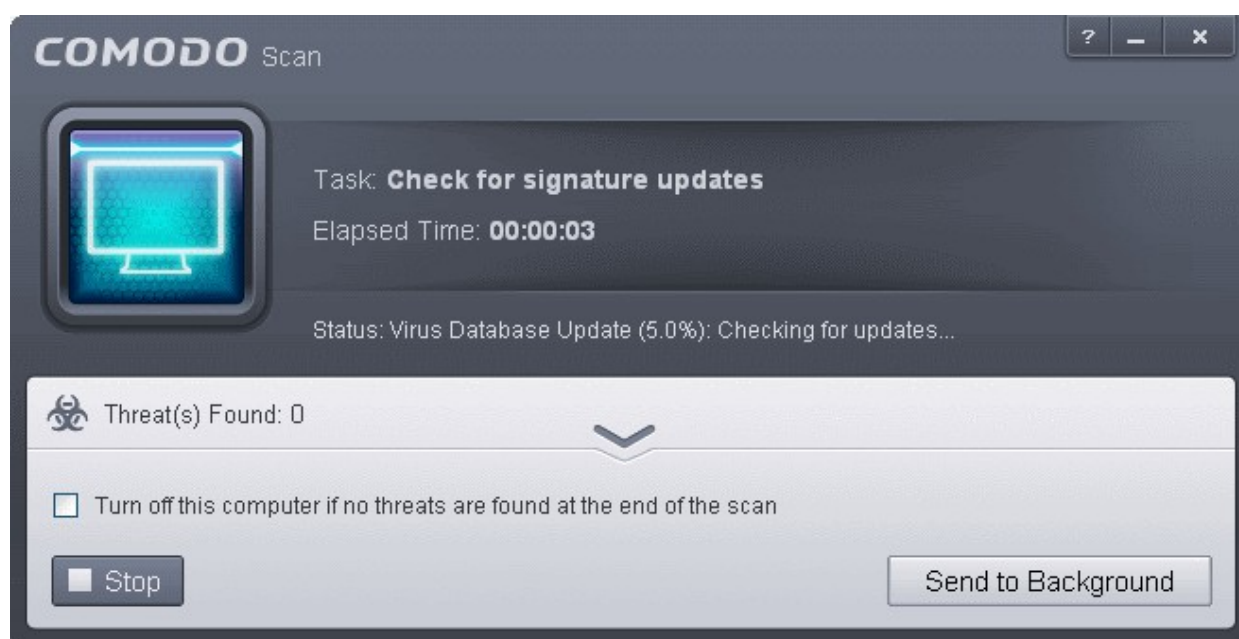 COMODO Scan
?
Task: Check for signature updates
Elapsed Time: 00:00:03
Status: Virus Database Update (5.0%): Checking for updates...
Threat(s) Found: 0
Turn off this computer if no threats are found at the end of the scan
Stop
Send to Background